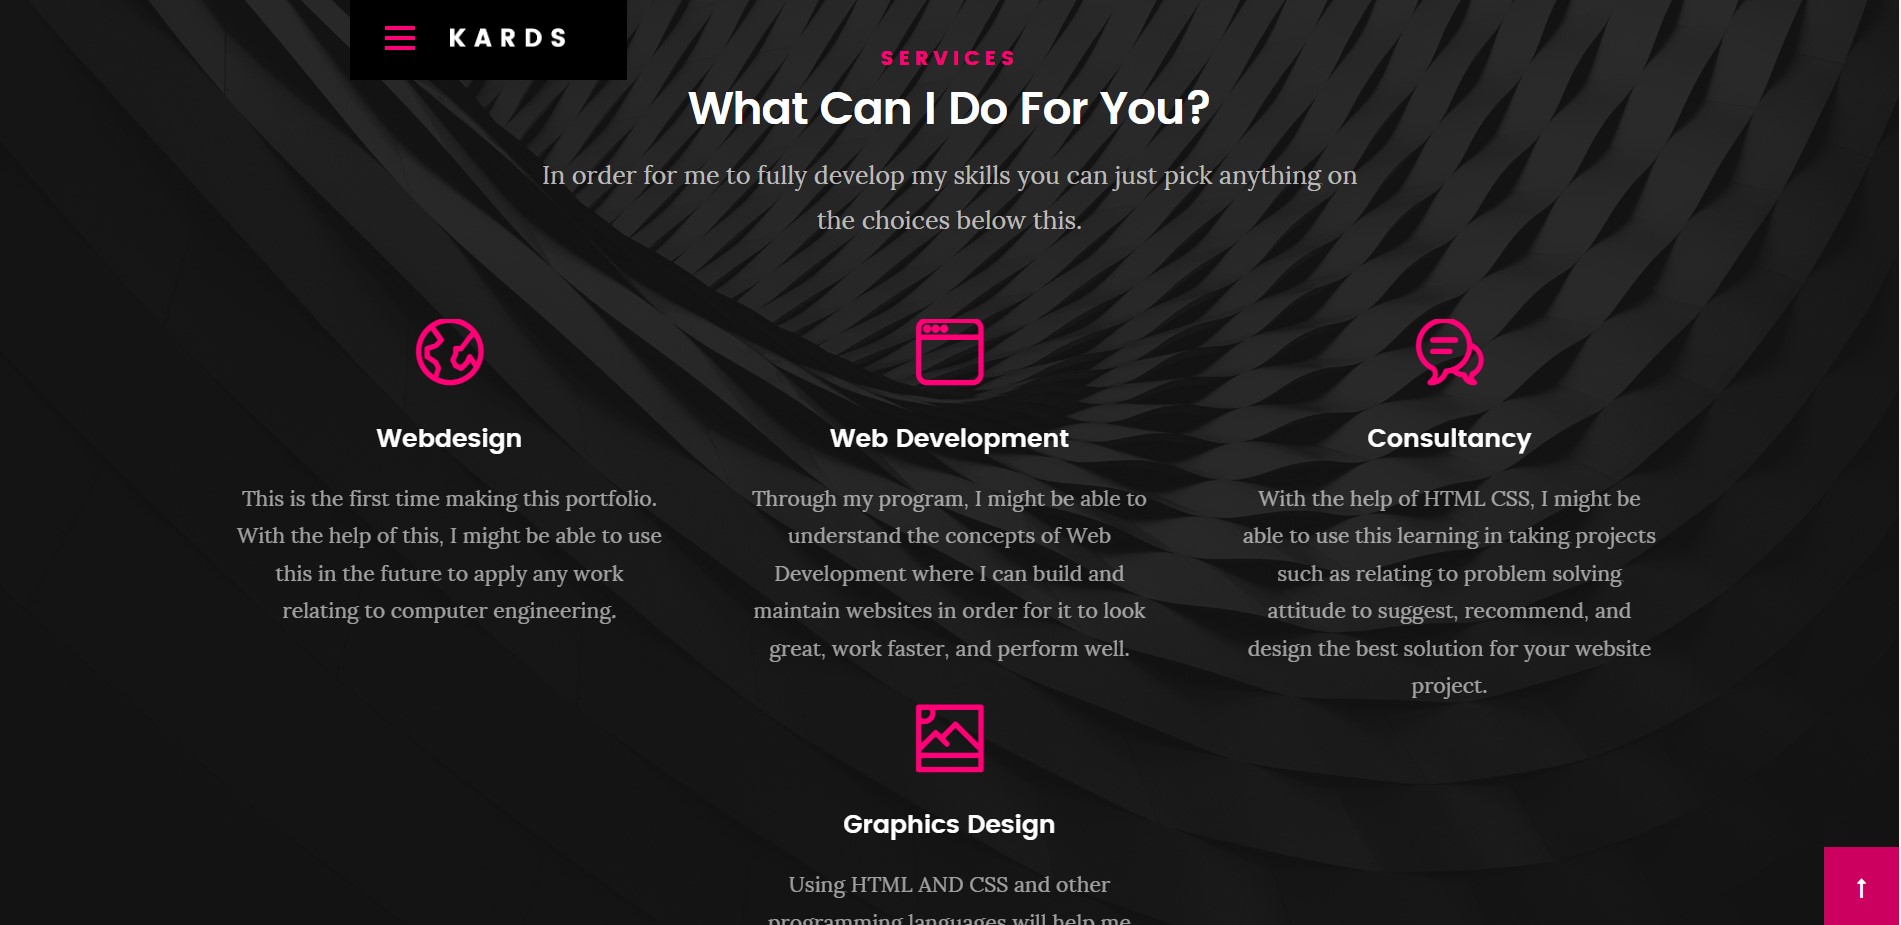 KARDS
SERVICES
What Can I Do For You?
In order for me to fully develop my skills you can just pick anything on
the choices below this.
Webdesign
This is the first time making this portfolio.
With the help of this, I might be able to use
this in the future to apply any work
relating to computer engineering.
Web Development
Through my program, I might be able to
understand the concepts of Web
Development where I can build and
maintain websites in order for it to look
great, work faster, and perform well.
Consultancy
With the help of HTML CSS, I might be
able to use this learning in taking projects
such as relating to problem solving
attitude to suggest, recommend, and
design the best solution for your website
project.
Graphics Design
Using HTML AND CSS and other
programming languages will help me